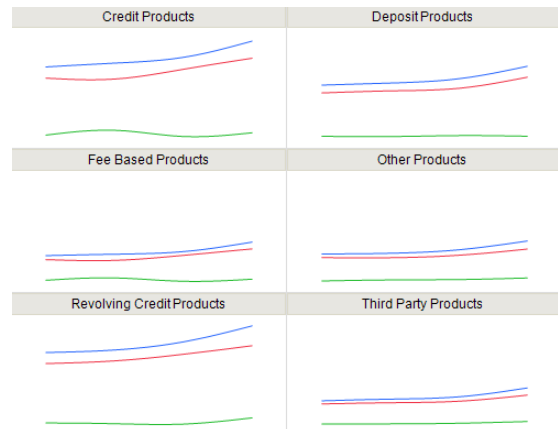 Credit Products
Deposit Products
Fee Based Products
Other Products
Revolving Credit Products
Third Party Products